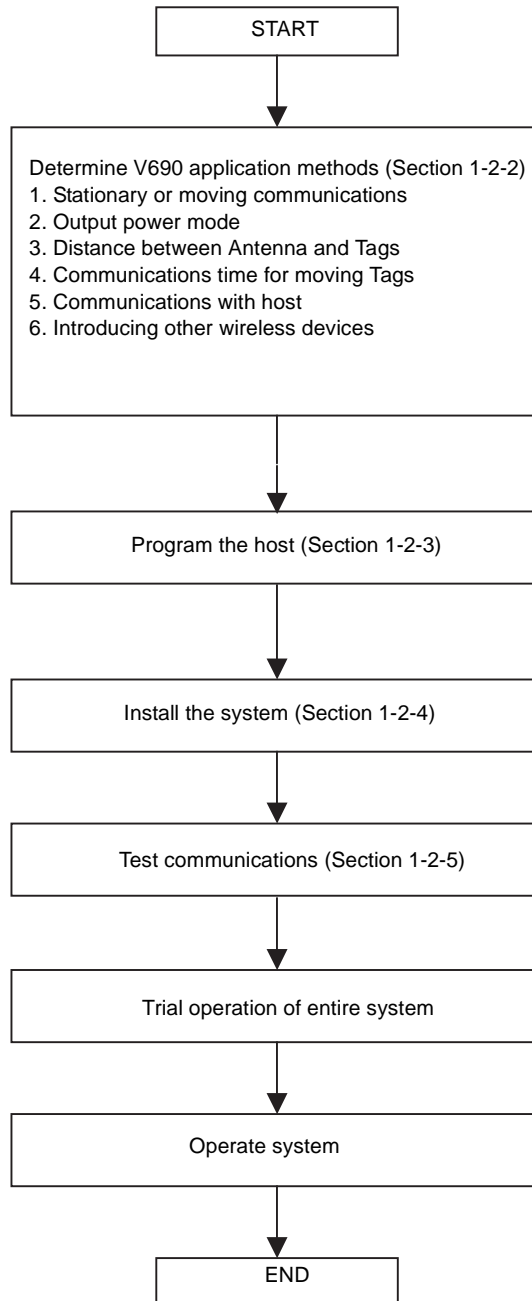 START
Determine V690 application methods (Section 1-2-2)
1. Stationary or moving communications
2. Output power mode
3. Distance between Antenna and Tags
4. Communications time for moving Tags
5. Communications with host
6. Introducing other wireless devices
Program the host (Section 1-2-3)
Install the system (Section 1-2-4)
Test communications (Section 1-2-5)
Trial operation of entire system
Operate system
END